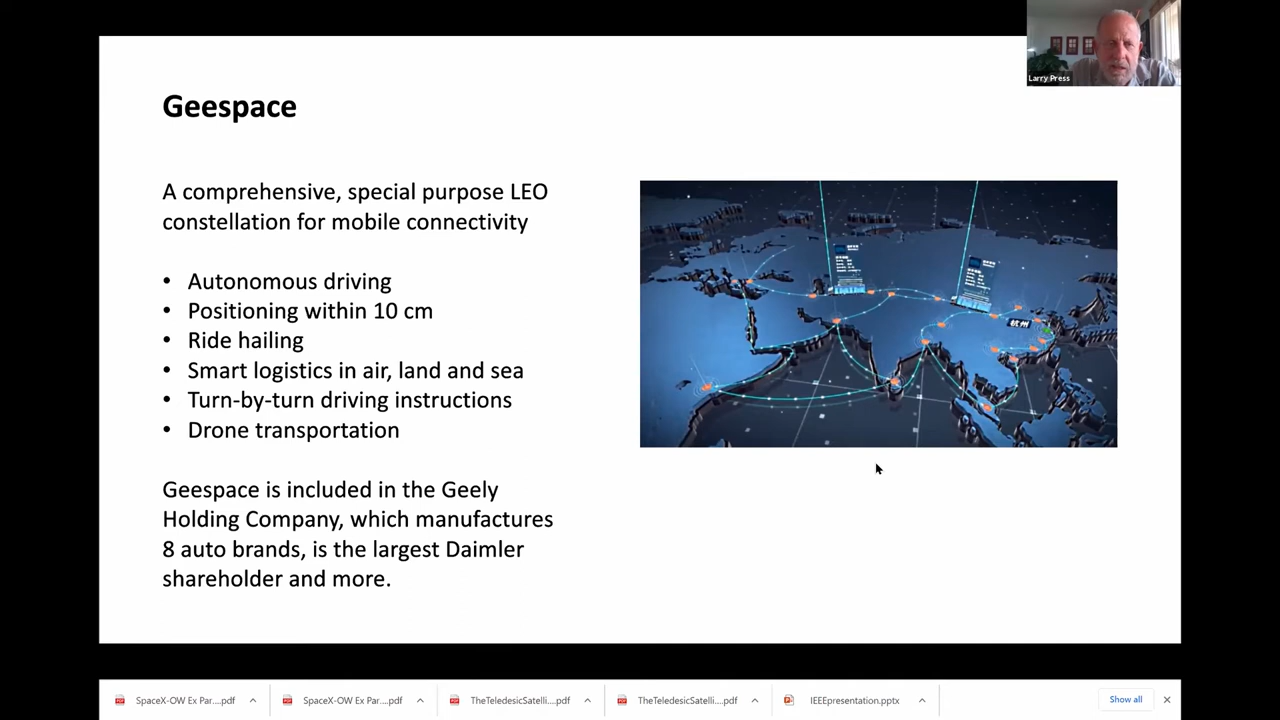 Larry Press
Geespace
A comprehensive, special purpose LEO
constellation for mobile connectivity
• Autonomous driving
• Positioning within 10 cm
• Ride hailing
• Smart logistics in air, land and sea
• Turn-by-turn driving instructions
• Drone transportation
Geespace is included in the Geely
Holding Company, which manufactures
8 auto brands, is the largest Daimler
shareholder and more.
杭州
SpaceX-OW Ex Par....pdf
SpaceX-OW Ex Par....pdf
TheTeledesicSatelli....pdf
TheTeledesicSatelli....pdf
IEEEpresentation.pptx
Show all